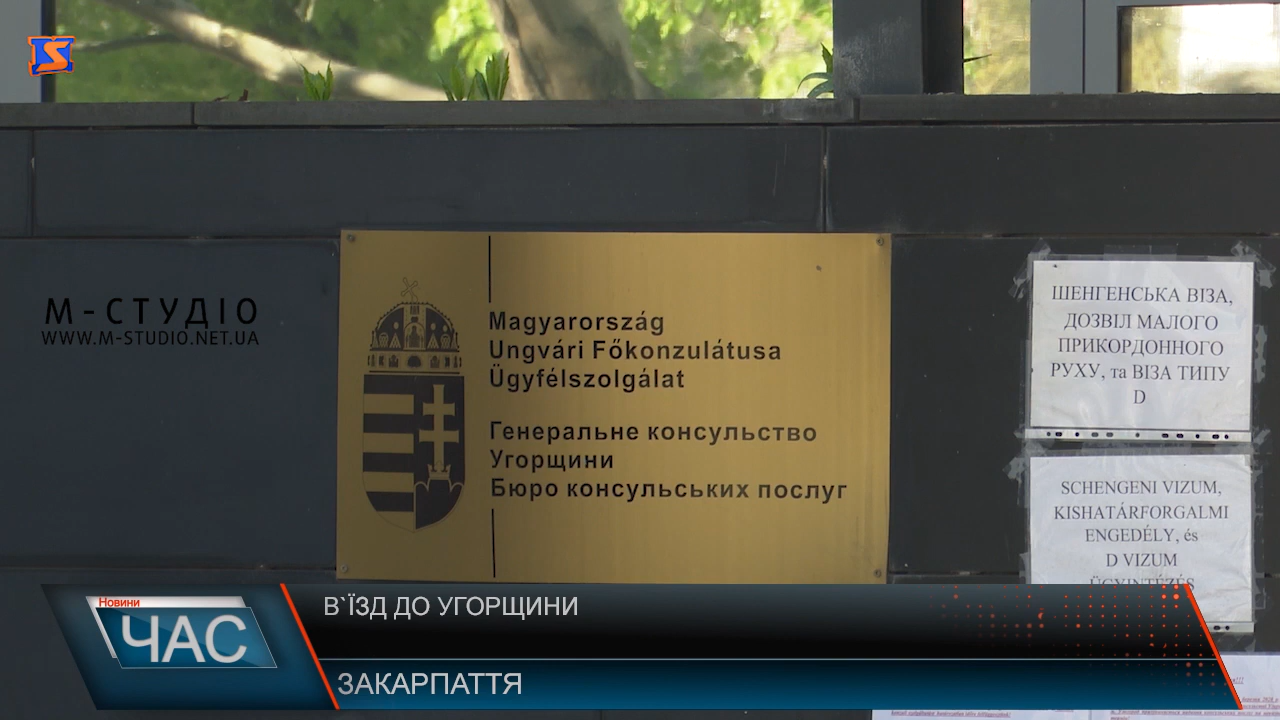 М-СТУДІО
WWW.M-STUDIO.NET.UA
Magyarország
Ungvári Főkonzulátusa
Ügyfélszolgálat
Генеральне консульство
Угорщини
Бюро консульських послуг
ШЕНГЕНСЬКА ВІЗА,
ДОЗВІЛ МАЛОГО
ПРИКОРДОННОГО
РУХУ, та ВІЗА ТИПУ
D
SCHENGENI VIZUM,
KISHATÁRFORGALMI
ENGEDÉLY, és
D VIZUM
ÜGYINTÉZÉS
Новини
ЧАС
В`ЇЗД ДО УГОРЩИНИ
ЗАКАРПАТТЯ